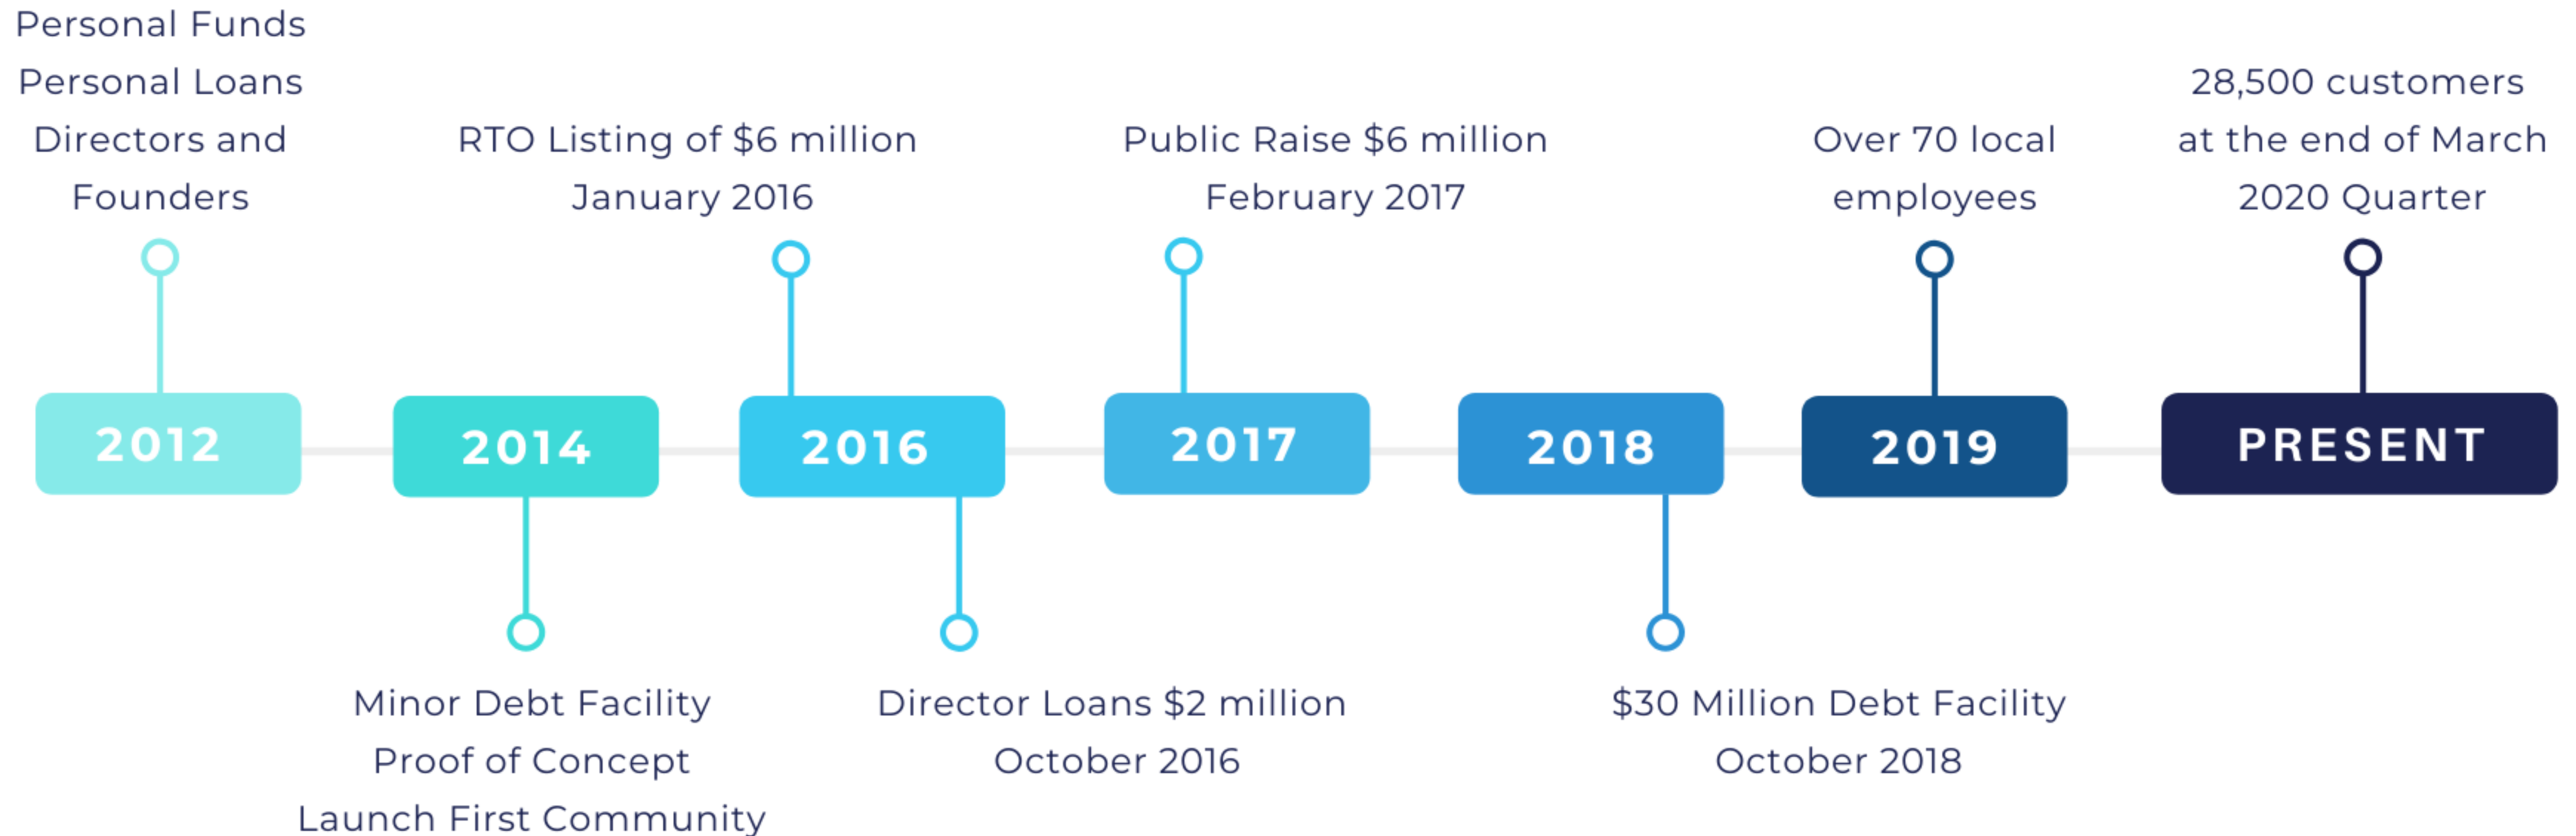 Personal Funds
Personal Loans
Directors and
Founders
RTO Listing of $6 million
January 2016
Public Raise $6 million
February 2017
Over 70 local
employees
28,500 customers
at the end of March
2020 Quarter
2012
2014
2016
2017
2018
2019
PRESENT
Minor Debt Facility
Proof of Concept
Launch First Community
Director Loans $2 million
October 2016
$30 Million Debt Facility
October 2018